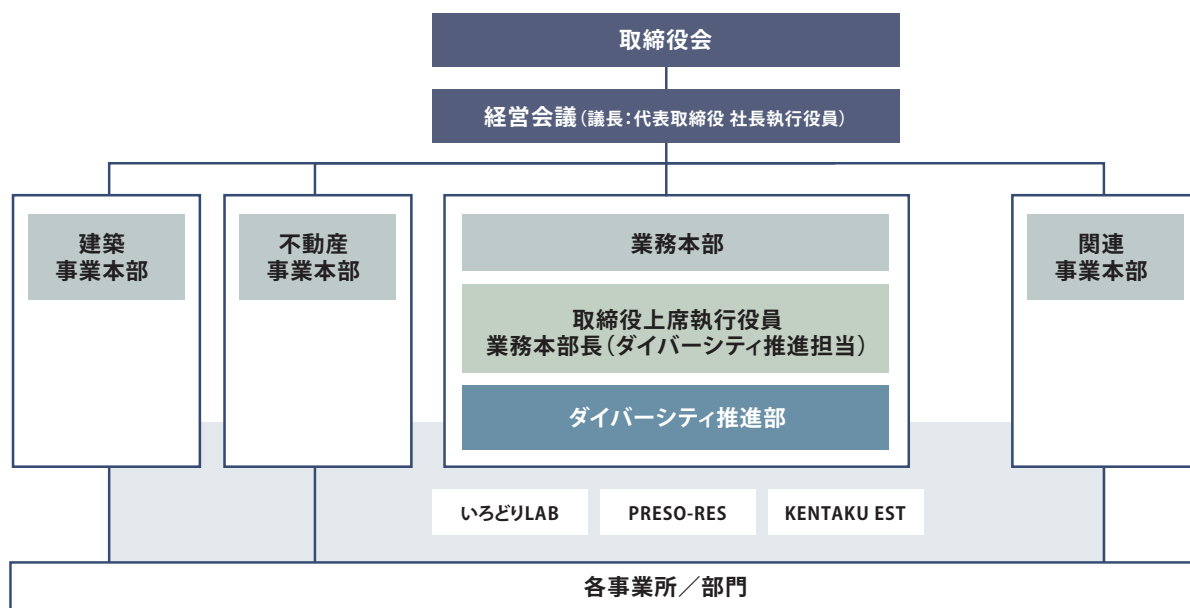 取締役会
経営会議(議長:代表取締役 社長執行役員)
建築
事業本部
不動産
事業本部
業務本部
取締役上席執行役員
業務本部長(ダイバーシティ推進担当)
ダイバーシティ推進部
関連
事業本部
いろどりLAB
PRESO-RES
KENTAKU EST
各事業所/部門